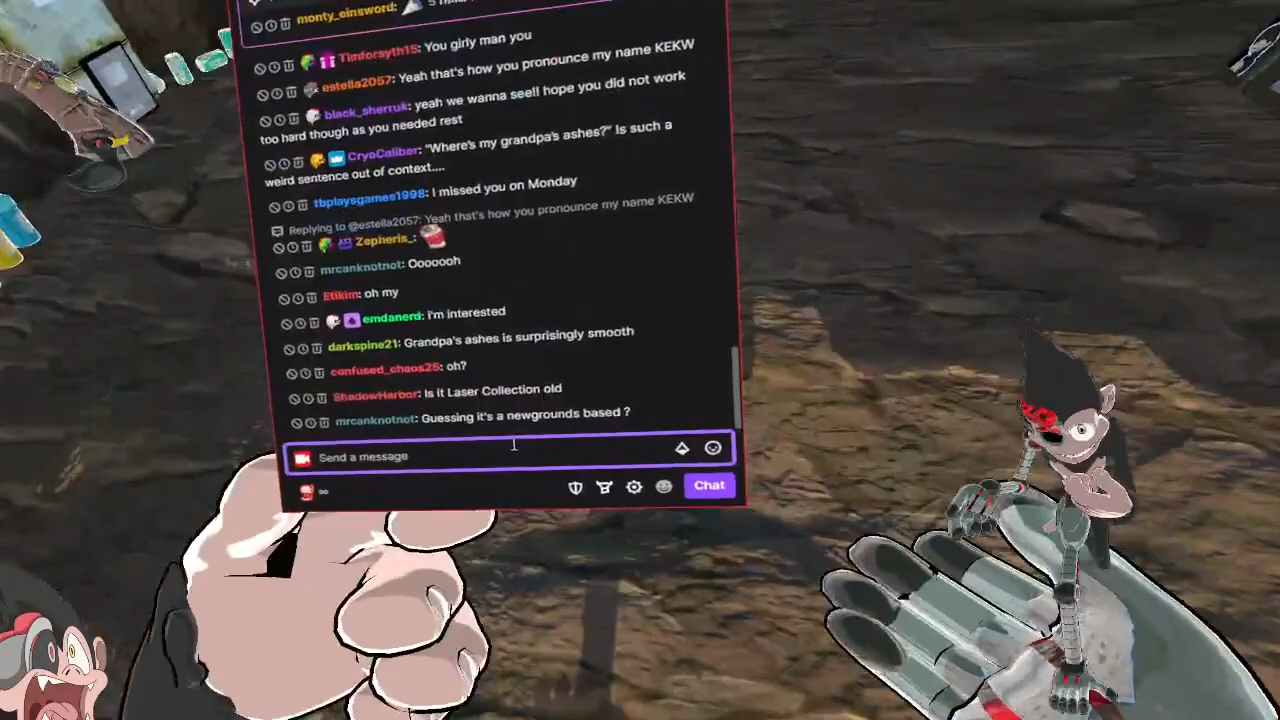 monty_einsword:
Timforsyth15: You girly man you
estella2057: Yeah that's how you pronounce my name KEKW
black_sherruk: yeah we wanna see!! hope you did not work
too hard though as you needed rest
CryoCaliber: "Where's my grandpa's ashes?" Is such a
weird sentence out of context....
tbplaysgames1998: I missed you on Monday
Replying to @estella2057: Yeah that's how you pronounce my name KEKW
Zepheris_:
mrcanknotnot: Ooooooh
Etikim: oh my
emdanerd: i'm interested
darkspine21: Grandpa's ashes is surprisingly smooth
confused_chaos25: oh?
ShadowHarbor: Is it Laser Collection old
mrcanknotnot: Guessing it's a newgrounds based ?
Send a message
∞
Chat